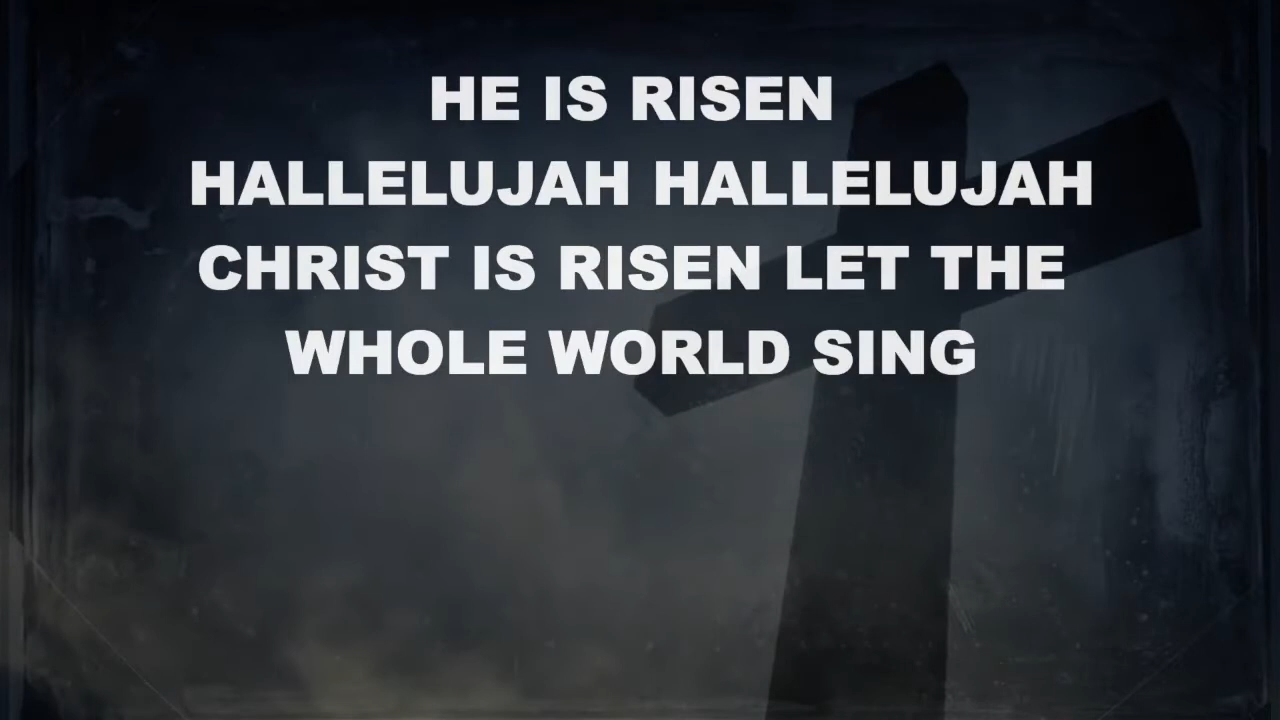 HE IS RISEN
HALLELUJAH HALLELUJAH
CHRIST IS RISEN LET THE
WHOLE WORLD SING